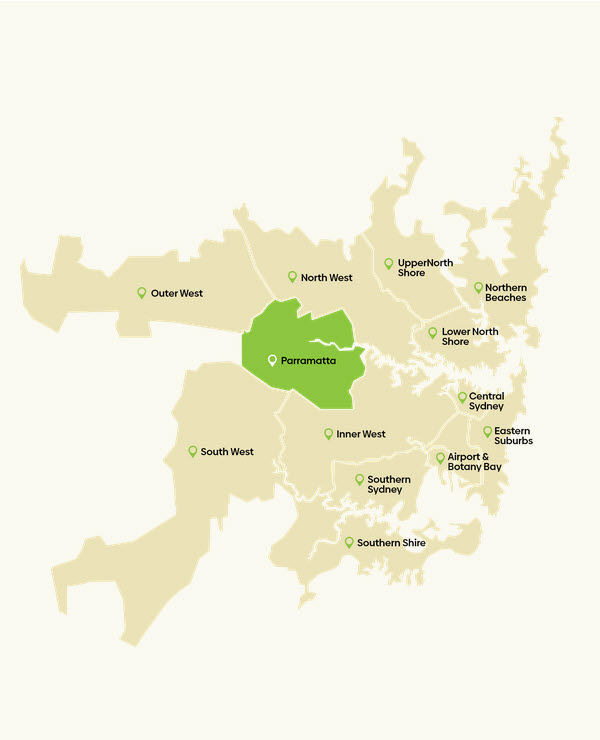 UpperNorth
Shore
North West
Northern
Beaches
Outer West
Lower North
Shore
Parramatta
Central
Sydney
Eastern
Suburbs
Inner West
South West
Airport &
Botany Bay
Southern
Sydney
Southern Shire